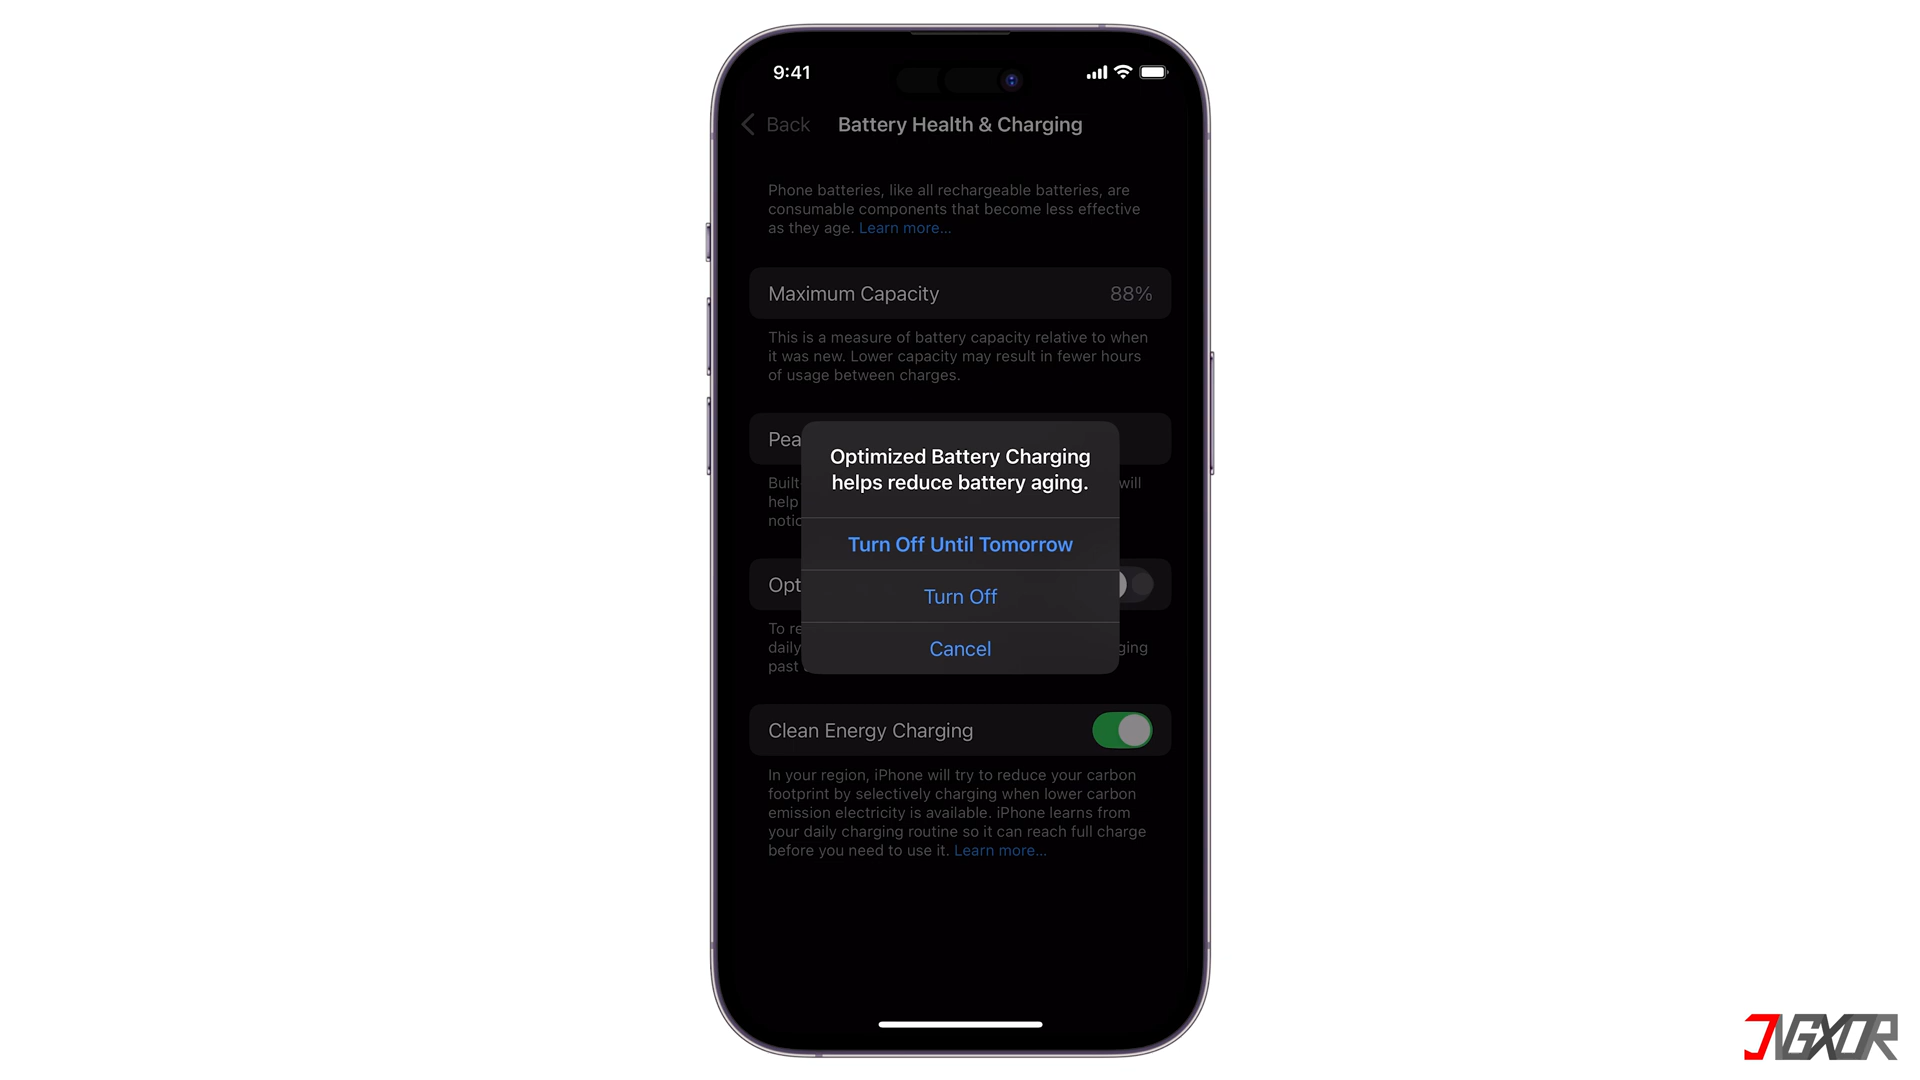 9:41
Back
Battery Health & Charging
Phone batteries, like all rechargeable batteries, are
consumable components that become less effective
as they age. Learn more...
Maximum Capacity 88%
This is a measure of battery capacity relative to when
it was new. Lower capacity may result in fewer hours
of usage between charges.
Pea
Built- will
help
notic
Optimized Battery Charging
helps reduce battery aging.
Turn Off Until Tomorrow
Turn Off
Cancel
Opt
To re
daily ging
past
Clean Energy Charging
In your region, iPhone will try to reduce your carbon
footprint by selectively charging when lower carbon
emission electricity is available. iPhone learns from
your daily charging routine so it can reach full charge
before you need to use it. Learn more...
JVGXOR